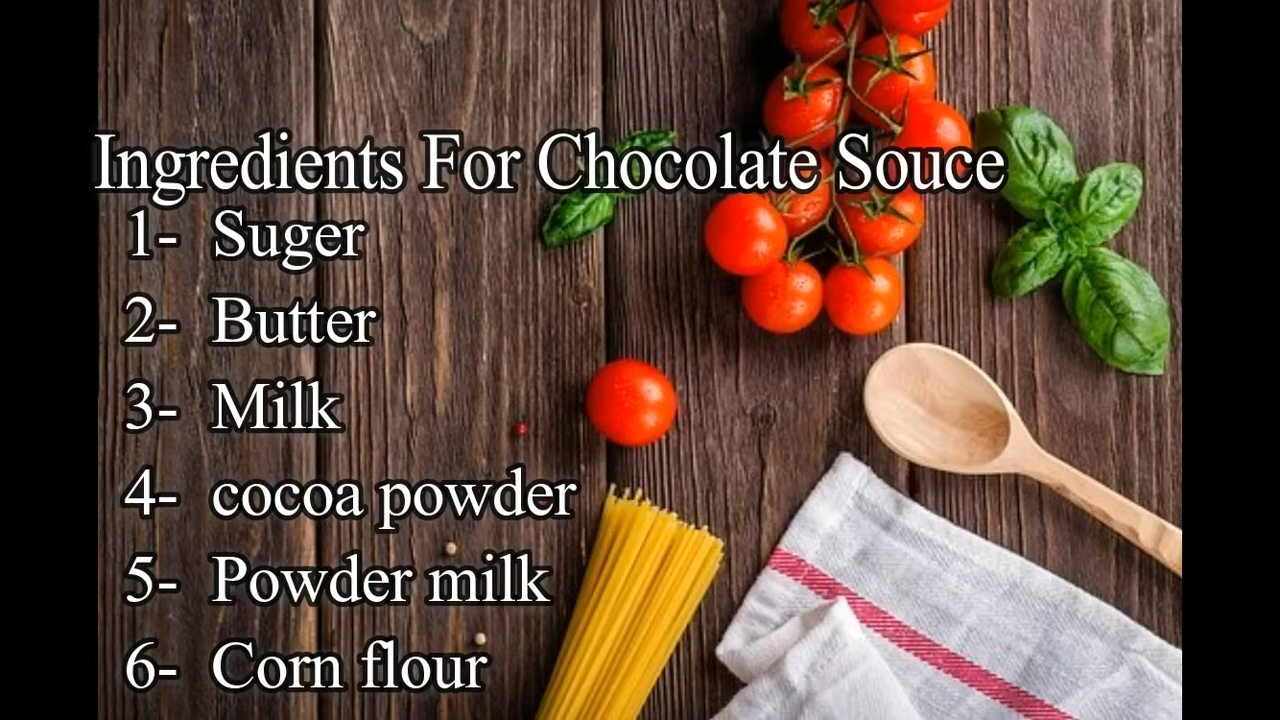 Ingredients For Chocolate Souce
1- Suger
2- Butter
3- Milk
4- cocoa powder
5- Powder milk
6- Corn flour